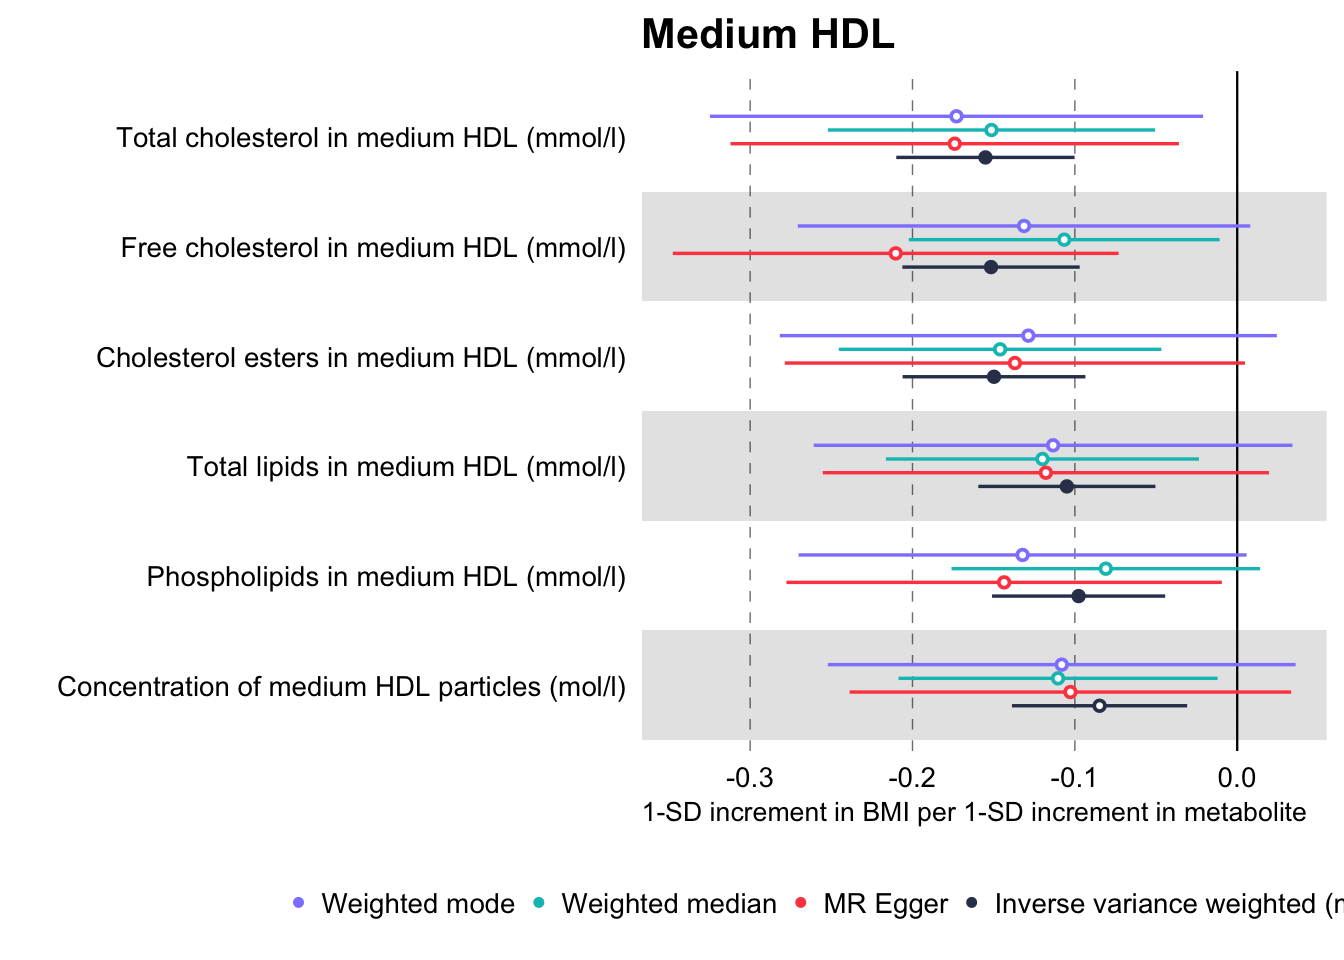 Medium HDL
Total cholesterol in medium HDL (mmol/l)
Free cholesterol in medium HDL (mmol/l)
Cholesterol esters in medium HDL (mmol/l)
Total lipids in medium HDL (mmol/l)
Phospholipids in medium HDL (mmol/l)
Concentration of medium HDL particles (mol/l)
-0.3 -0.2 -0.1 0.0
1-SD increment in BMI per 1-SD increment in metabolite
Weighted mode Weighted median MR Egger Inverse variance weighted